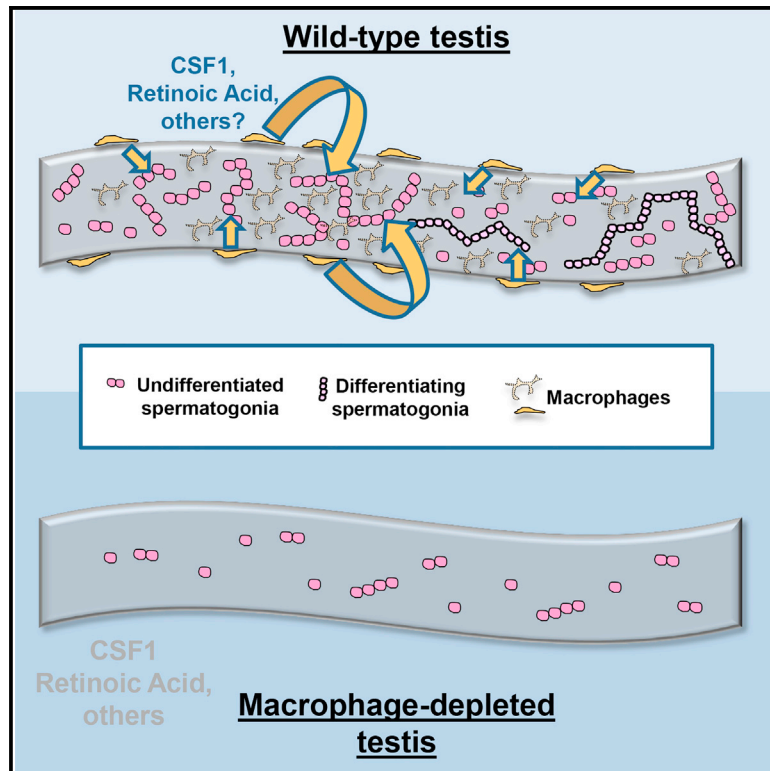 Wild-type testis
CSF1,
Retinoic Acid,
others?
Undifferentiated
spermatogonia
Differentiating
spermatogonia
Macrophages
CSF1
Retinoic Acid,
others
Macrophage-depleted
testis